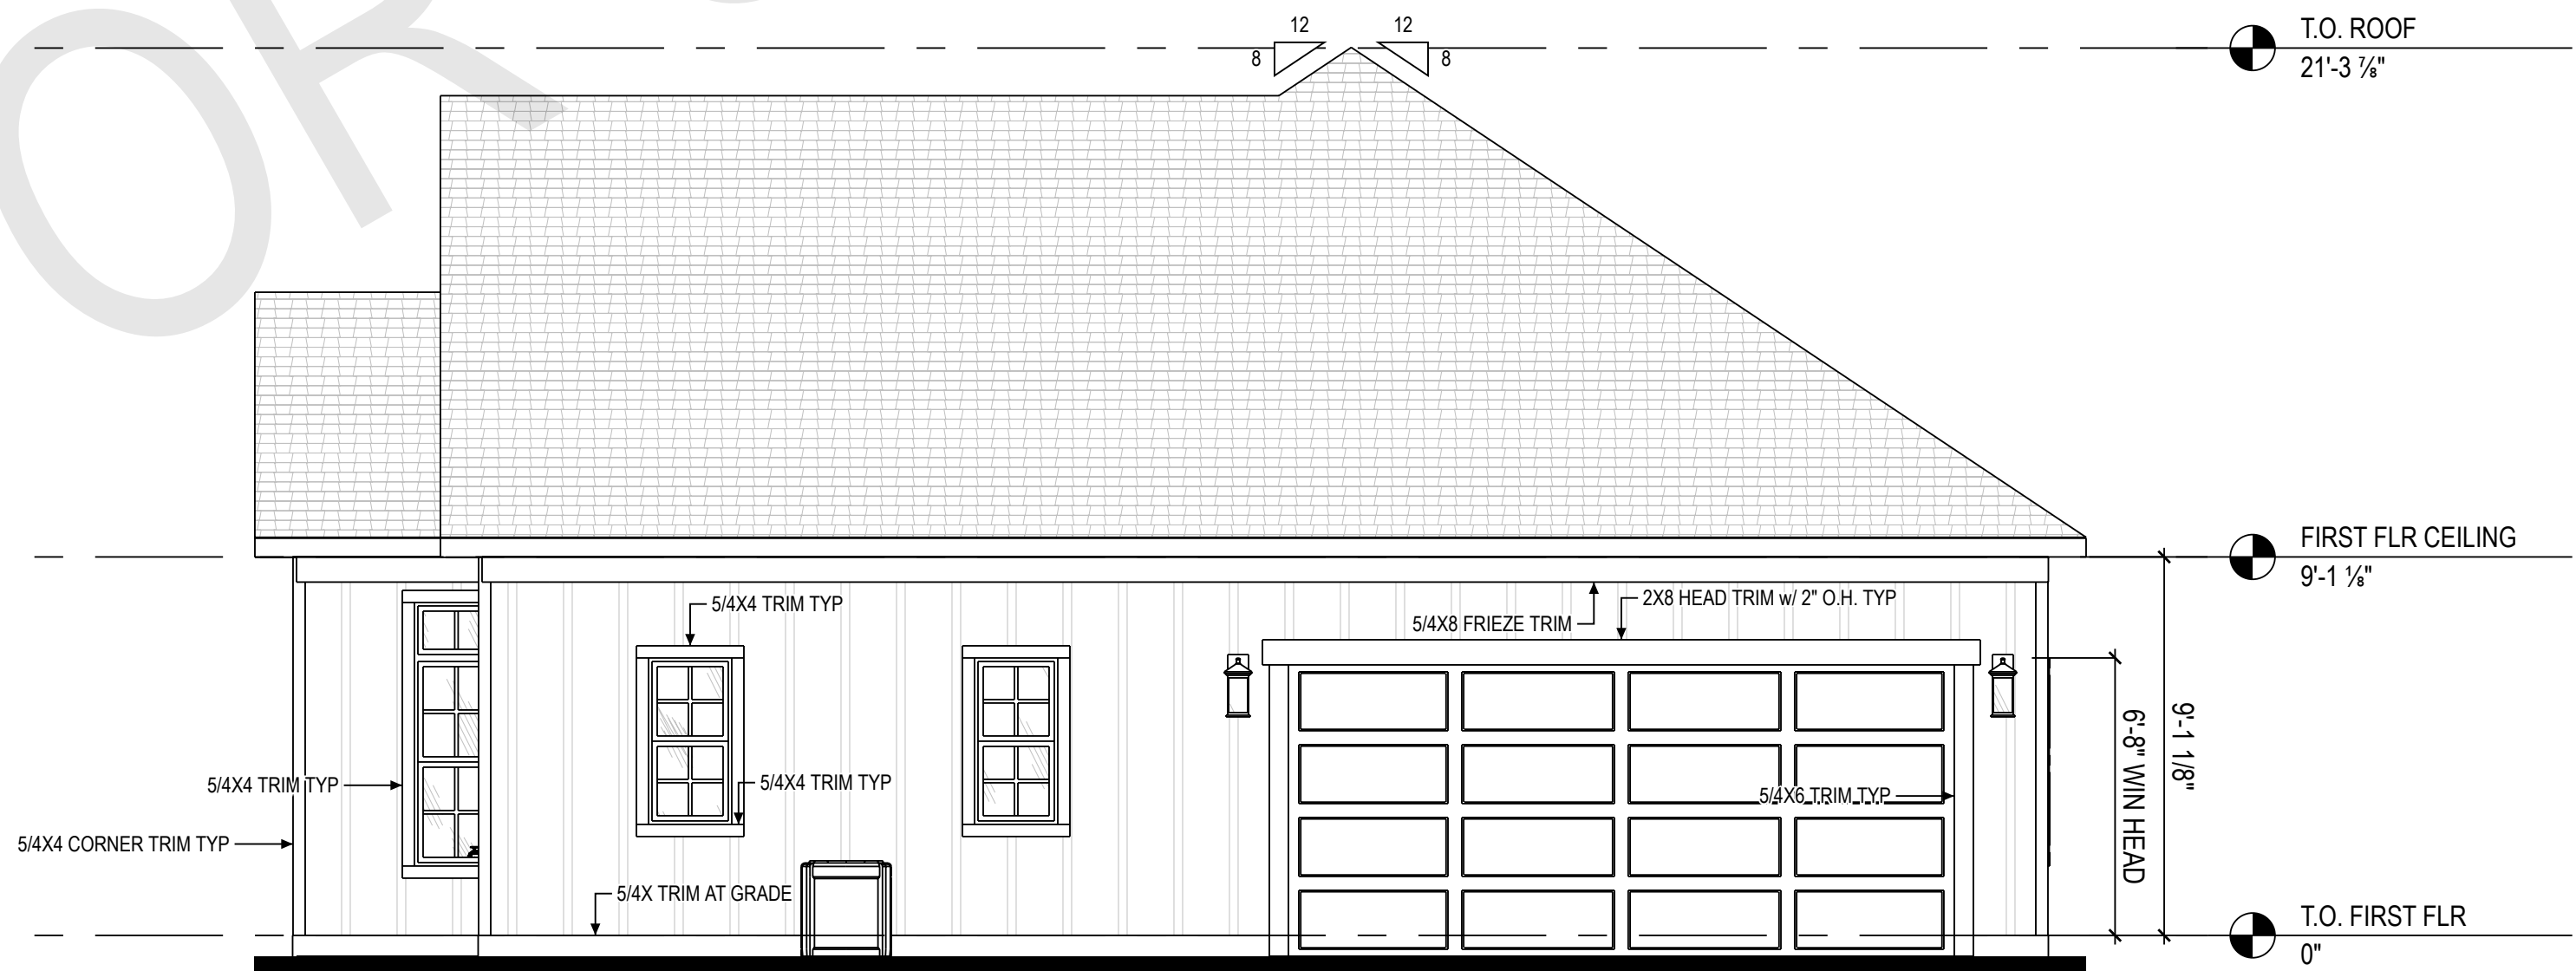 OR
12
12
8
8
T.O. ROOF
21'-3 ⅞"
FIRST FLR CEILING
9'-1 ⅛"
5/4X4 TRIM TYP
2X8 HEAD TRIM w/ 2" O.H. TYP
5/4X8 FRIEZE TRIM
5/4X4 TRIM TYP
5/4X4 TRIM TYP
5/4X6 TRIM TYP
5/4X4 CORNER TRIM TYP
5/4X TRIM AT GRADE
6'-8" WIN HEAD
9'-1 1/8"
T.O. FIRST FLR
0"